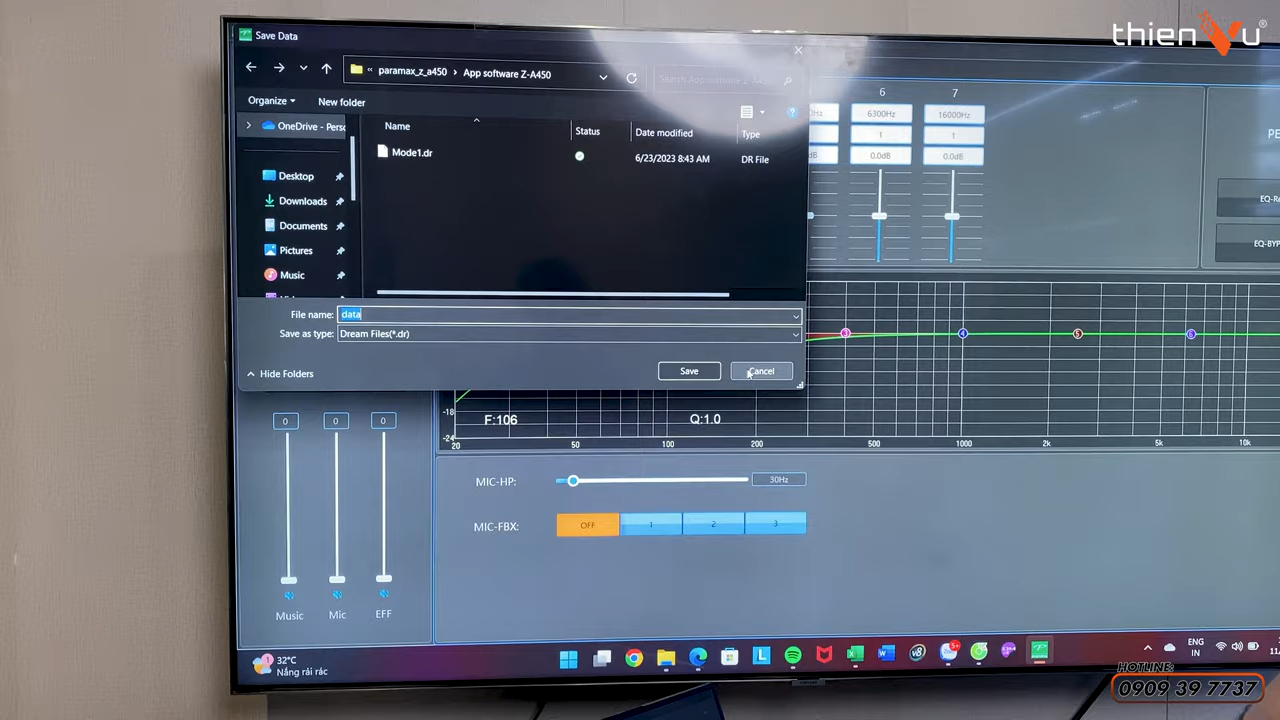 Save Data
thienVu®
« paramax_z_a450 > App software Z-A450
Organize
New folder
OneDrive - Persc
Desktop
Downloads
Documents
Pictures
Music
Name
Status
Date modified
Type
Mode1.dr
6/23/2023 8:43 AM
DR File
6
7
6300Hz
16000Hz
1
1
0.0dB
0.0dB
EQ-BYP
File name:
data
Save as type:
Dream Files(*.dr)
Hide Folders
Save
Cancel
3
4
5
6
-18
-24
F:106
Q:1.0
20
50
100
200
500
1000
2k
5k
10k
0
0
0
MIC-HP:
30Hz
MIC-FBX:
OFF
1
2
3
Music
Mic
EFF
32°C
Nắng rải rác
ENG
IN
HOTLINE:
0909 39 7737